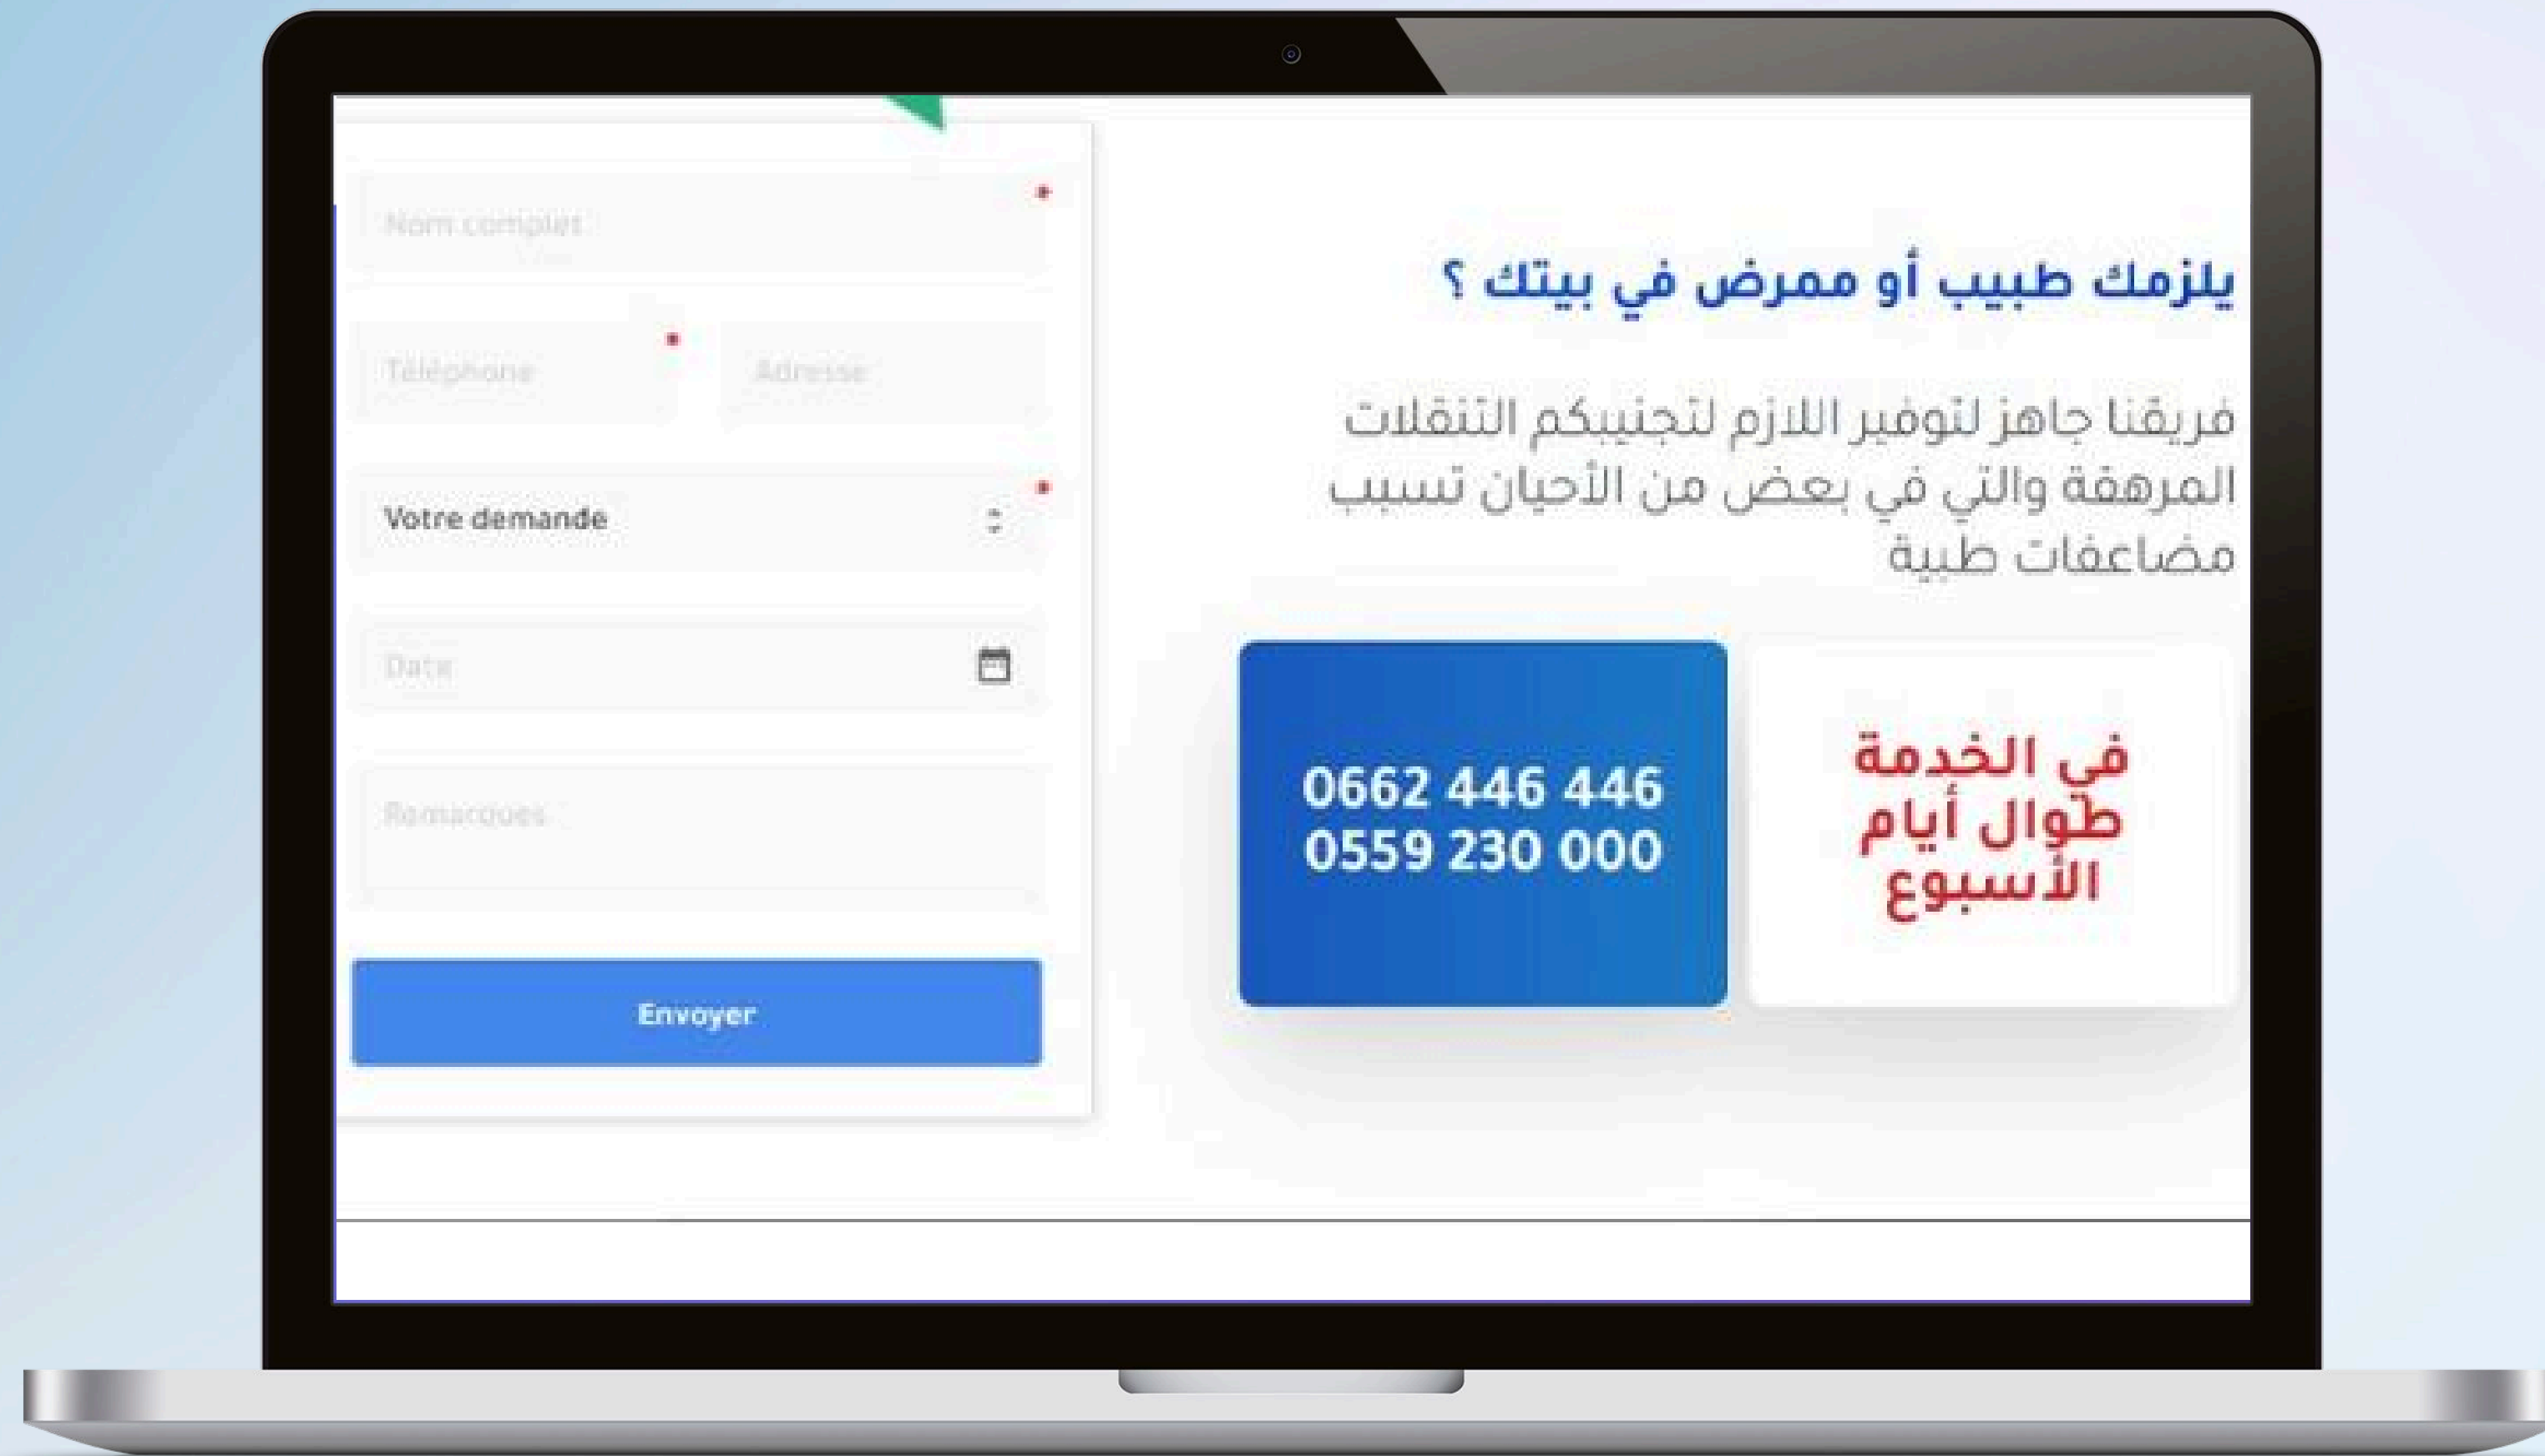 Nom complet
Téléphone
Adresse
Votre demande
Date
Remarques
Envoyer
يلزمك طبيب أو ممرض في بيتك ؟
فريقنا جاهز لتوفير اللازم لتجنيبكم التنقلات
المرهقة والتي في بعض من الأحيان تسبب
مضاعفات طبية
في الخدمة
طوال أيام
الأسبوع
0662 446 446
0559 230 000